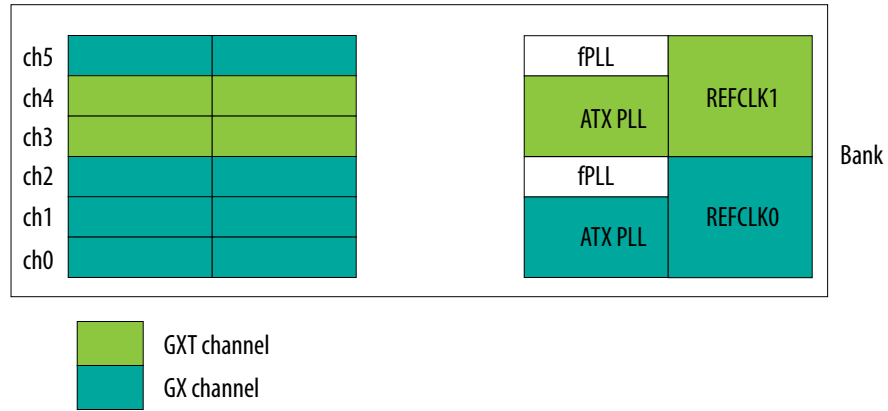 ch5
ch4
ch3
ch2
ch1
ch0
fPLL
ATX PLL
fPLL
ATX PLL
REFCLK1
REFCLK0
Bank
GXT channel
GX channel